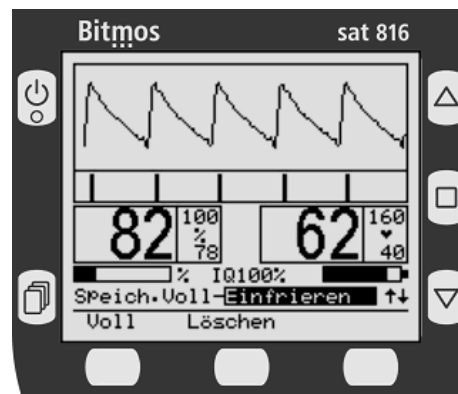 Bitmos sat 816
82 100 % 78 62 160 ♥ 40
% IQ100%
Speich.Voll-Einfrieren ↑↓
Voll Löschen